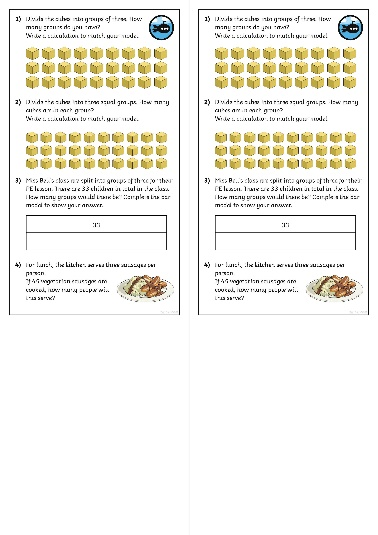 1) Divide the cubes into groups of three. How
many groups do you have?
Write a calculation to match your model.
2) Divide the cubes into three equal groups. How many
cubes are in each group?
Write a calculation to match your model.
3) Miss Bell's class are split into groups of three for their
PE lesson. There are 33 children in total in the class.
How many groups would there be? Complete the bar
model to show your answer.
33
4) For lunch, the kitchen serves three sausages per
person.
If 45 vegetarian sausages are
cooked, how many people will
this serve?
1) Divide the cubes into groups of three. How
many groups do you have?
Write a calculation to match your model.
2) Divide the cubes into three equal groups. How many
cubes are in each group?
Write a calculation to match your model.
3) Miss Bell's class are split into groups of three for their
PE lesson. There are 33 children in total in the class.
How many groups would there be? Complete the bar
model to show your answer.
33
4) For lunch, the kitchen serves three sausages per
person.
If 45 vegetarian sausages are
cooked, how many people will
this serve?